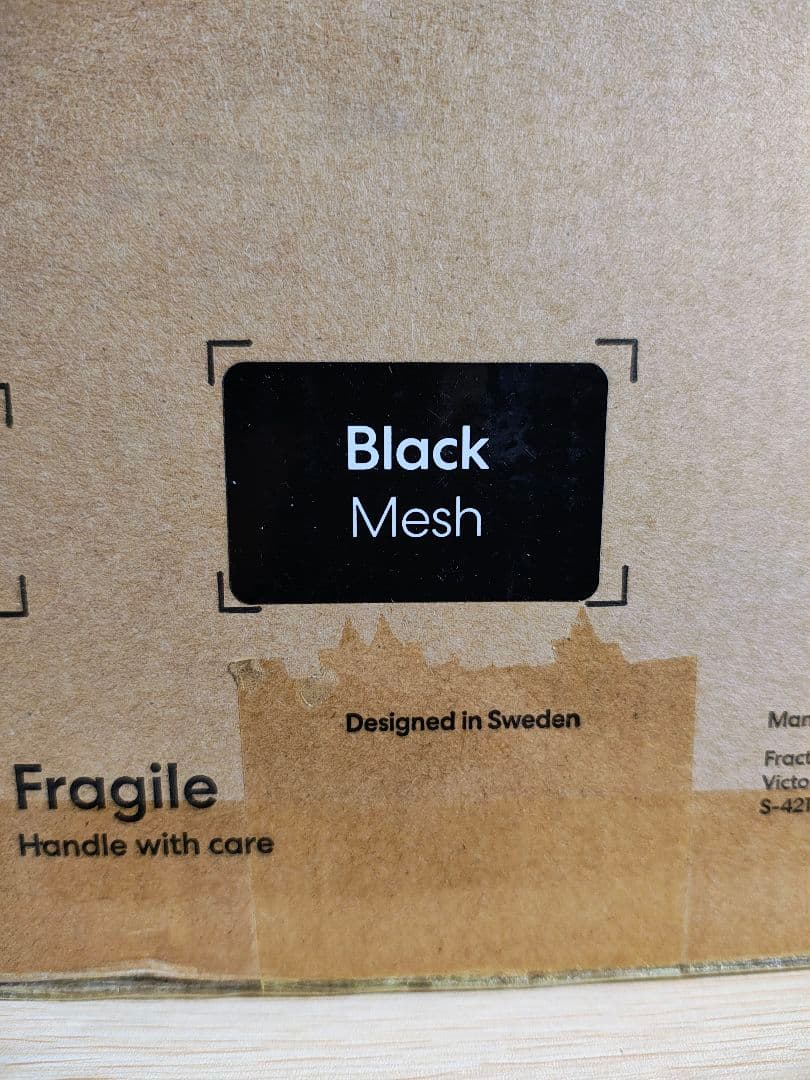 Black
Mesh
Designed in Sweden
Fragile
Handle with care